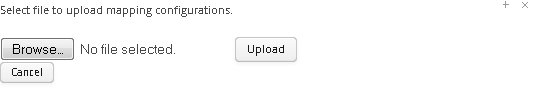 Select file to upload mapping configurations.
+ ×
Browse... No file selected. Upload
Cancel